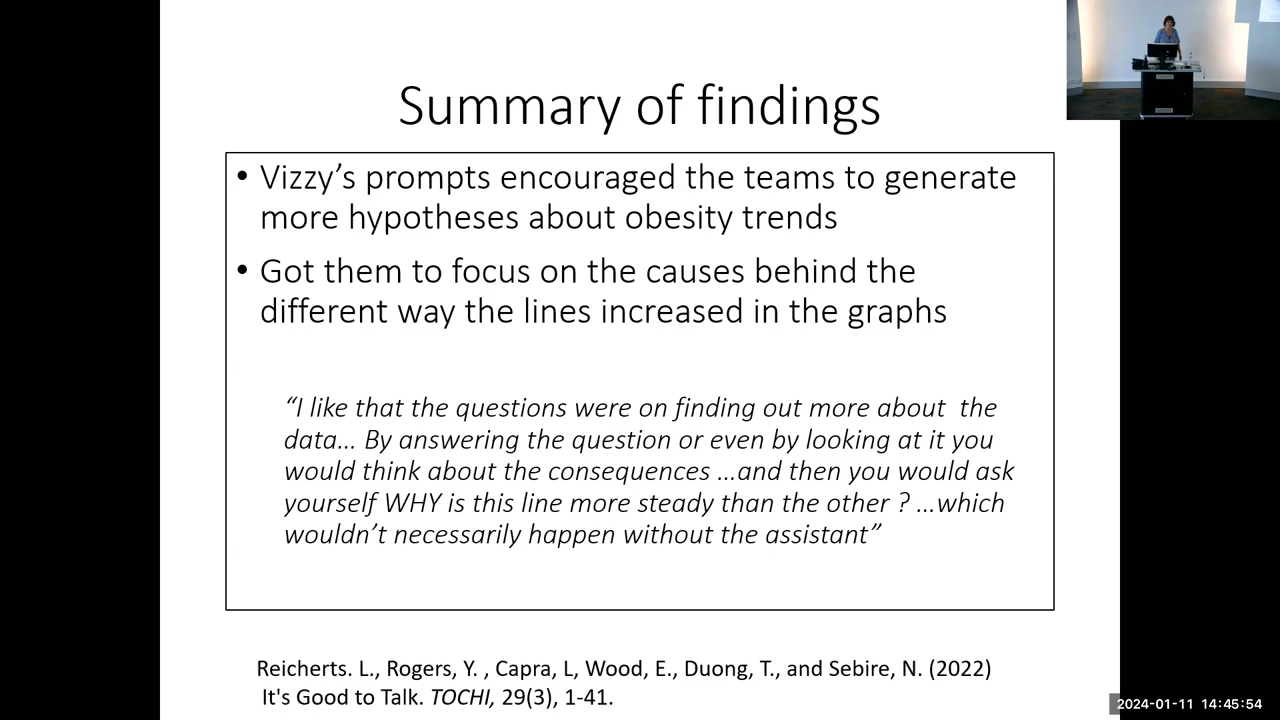 Summary of findings
• Vizzy’s prompts encouraged the teams to generate
more hypotheses about obesity trends
• Got them to focus on the causes behind the
different way the lines increased in the graphs
“I like that the questions were on finding out more about  the
data... By answering the question or even by looking at it you
would think about the consequences ...and then you would ask
yourself WHY is this line more steady than the other ? ...which
wouldn’t necessarily happen without the assistant”
Reicherts. L., Rogers, Y. , Capra, L, Wood, E., Duong, T., and Sebire, N. (2022)
It's Good to Talk. TOCHI, 29(3), 1-41.
2024-01-11 14:45:54